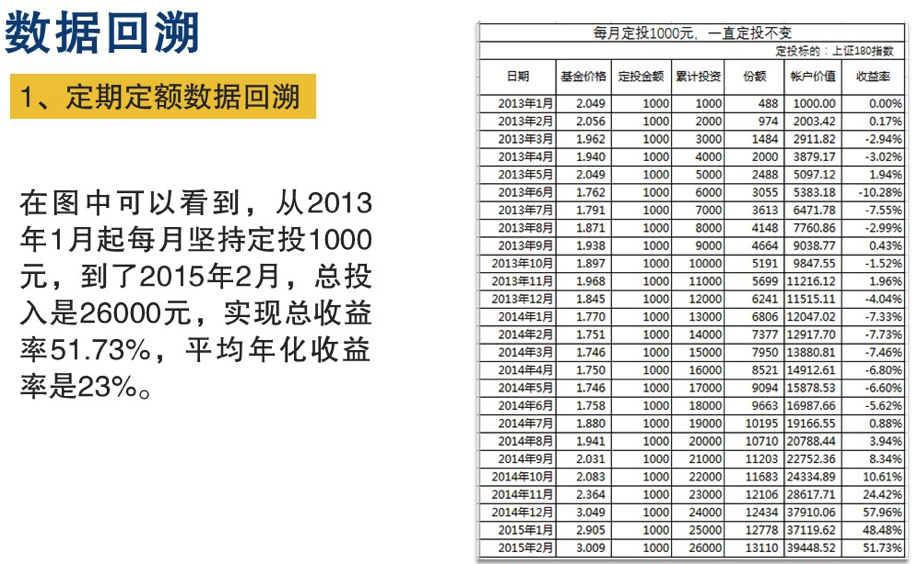 数据回溯
1、定期定额数据回溯
在图中可以看到，从2013
年1月起每月坚持定投1000
元，到了2015年2月，总投
入是26000元，实现总收益
率51.73%，平均年化收益
率是23%。
每月定投1000元，一直定投不变
定投标的：上证180指数
日期 基金价格 定投金额 累计投资 份额 帐户价值 收益率
2013年1月 2.049 1000 1000 488 1000.00 0.00%
2013年2月 2.056 1000 2000 974 2003.42 0.17%
2013年3月 1.962 1000 3000 1484 2911.82 -2.94%
2013年4月 1.940 1000 4000 2000 3879.17 -3.02%
2013年5月 2.049 1000 5000 2488 5097.12 1.94%
2013年6月 1.762 1000 6000 3055 5383.18 -10.28%
2013年7月 1.791 1000 7000 3613 6471.78 -7.55%
2013年8月 1.871 1000 8000 4148 7760.86 -2.99%
2013年9月 1.938 1000 9000 4664 9038.77 0.43%
2013年10月 1.897 1000 10000 5191 9847.55 -1.52%
2013年11月 1.968 1000 11000 5699 11216.12 1.96%
2013年12月 1.845 1000 12000 6241 11515.11 -4.04%
2014年1月 1.770 1000 13000 6806 12047.02 -7.33%
2014年2月 1.751 1000 14000 7377 12917.70 -7.73%
2014年3月 1.746 1000 15000 7950 13880.81 -7.46%
2014年4月 1.750 1000 16000 8521 14912.61 -6.80%
2014年5月 1.746 1000 17000 9094 15878.53 -6.60%
2014年6月 1.758 1000 18000 9663 16987.66 -5.62%
2014年7月 1.880 1000 19000 10195 19166.55 0.88%
2014年8月 1.941 1000 20000 10710 20788.44 3.94%
2014年9月 2.031 1000 21000 11203 22752.36 8.34%
2014年10月 2.083 1000 22000 11683 24334.89 10.61%
2014年11月 2.364 1000 23000 12106 28617.71 24.42%
2014年12月 3.049 1000 24000 12434 37910.06 57.96%
2015年1月 2.905 1000 25000 12778 37119.62 48.48%
2015年2月 3.009 1000 26000 13110 39448.52 51.73%